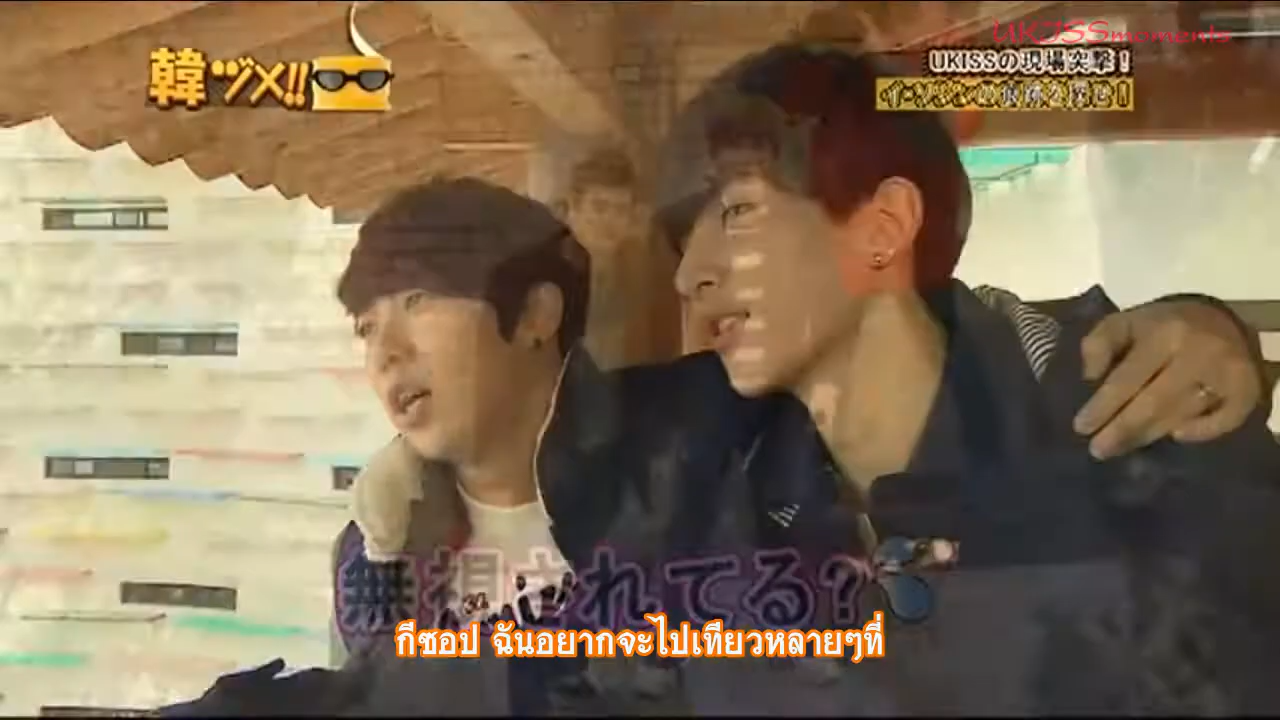 UKISSmoments
韓ヅメ!!
UKISSの現場突撃!
無視されてる?
กีซอป ฉันอยากจะไปเทียวหลายๆที่